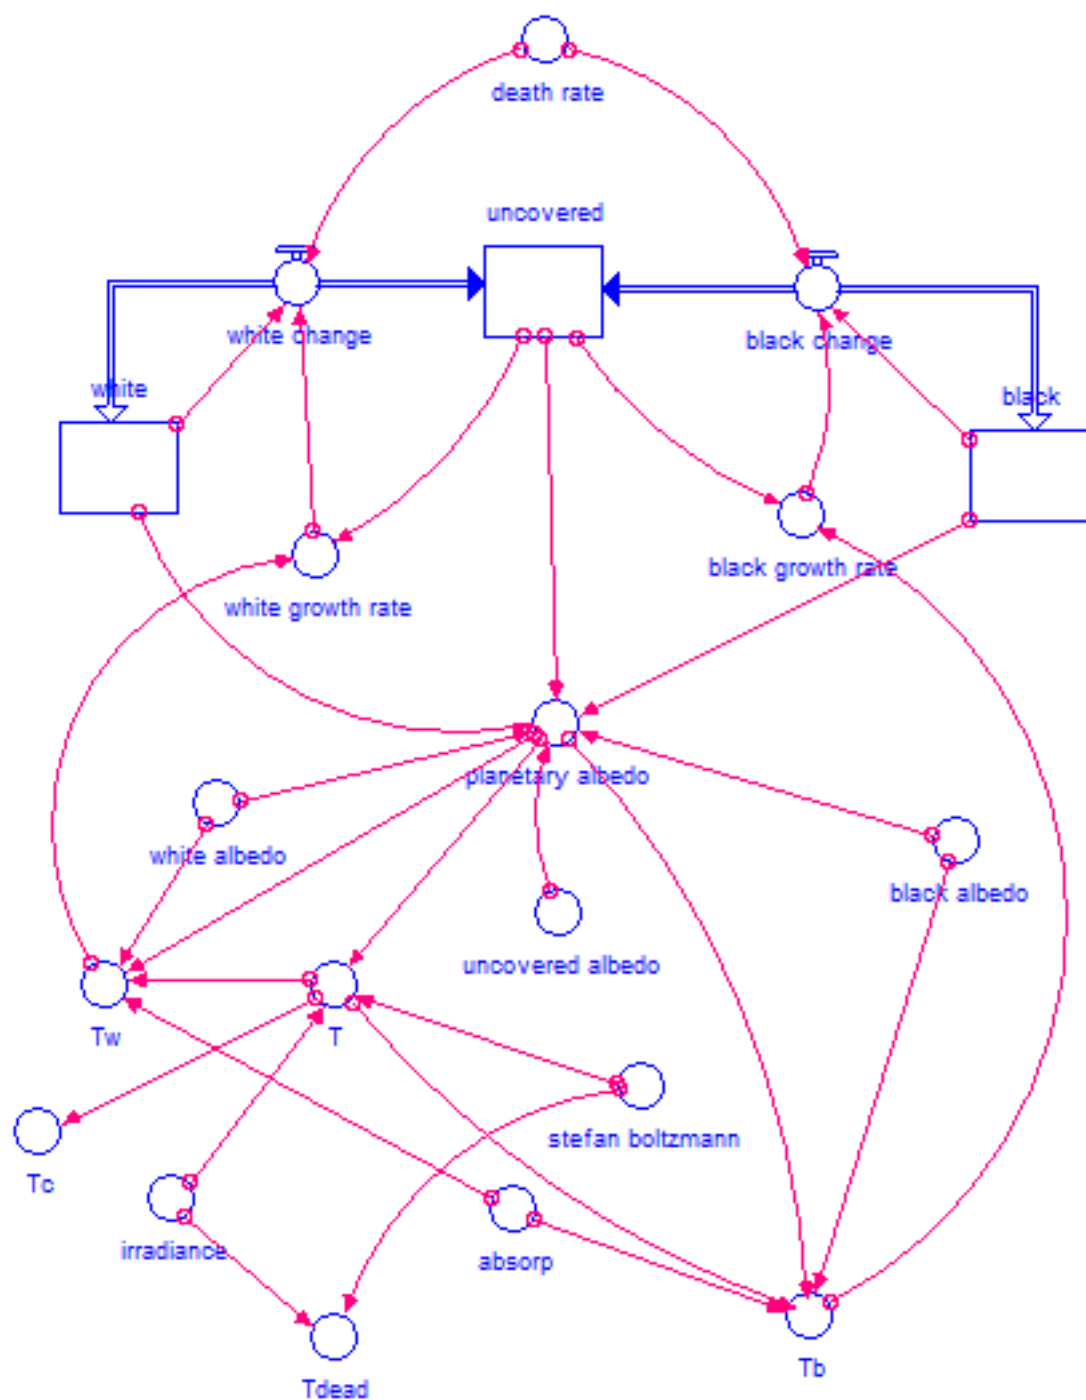 death rate
uncovered
white change
black change
white
black
black growth rate
white growth rate
planetary albedo
white albedo
black albedo
uncovered albedo
Tw
T
stefan boltzmann
Tc
irradiance
absorp
Tb
Tdead